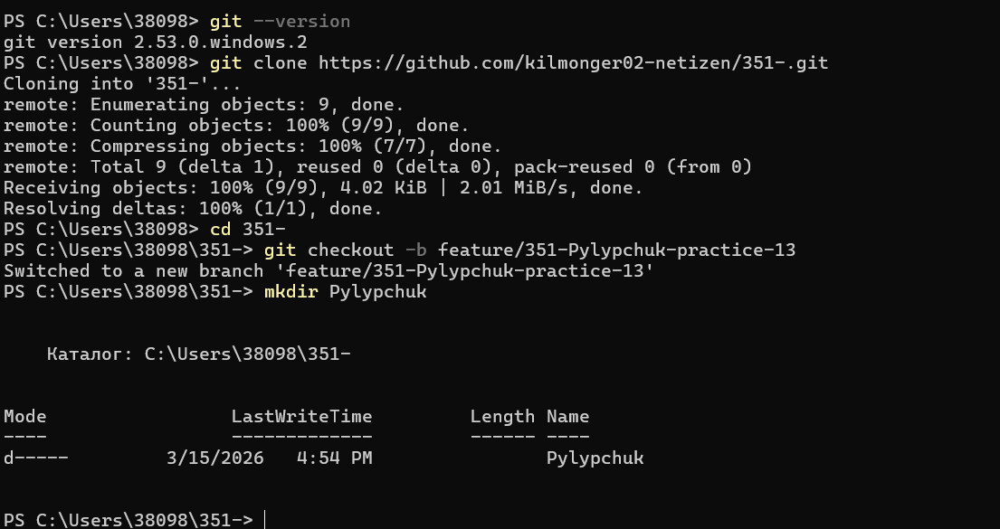 PS C:\Users\38098> git --version
git version 2.53.0.windows.2
PS C:\Users\38098> git clone https://github.com/kilmonger02-netizen/351-.git
Cloning into '351-'...
remote: Enumerating objects: 9, done.
remote: Counting objects: 100% (9/9), done.
remote: Compressing objects: 100% (7/7), done.
remote: Total 9 (delta 1), reused 0 (delta 0), pack-reused 0 (from 0)
Receiving objects: 100% (9/9), 4.02 KiB | 2.01 MiB/s, done.
Resolving deltas: 100% (1/1), done.
PS C:\Users\38098> cd 351-
PS C:\Users\38098\351-> git checkout -b feature/351-Pylypchuk-practice-13
Switched to a new branch 'feature/351-Pylypchuk-practice-13'
PS C:\Users\38098\351-> mkdir Pylypchuk
    Каталог: C:\Users\38098\351-
Mode                 LastWriteTime         Length Name
----                 -------------         ------ ----
d-----         3/15/2026   4:54 PM                Pylypchuk
PS C:\Users\38098\351->